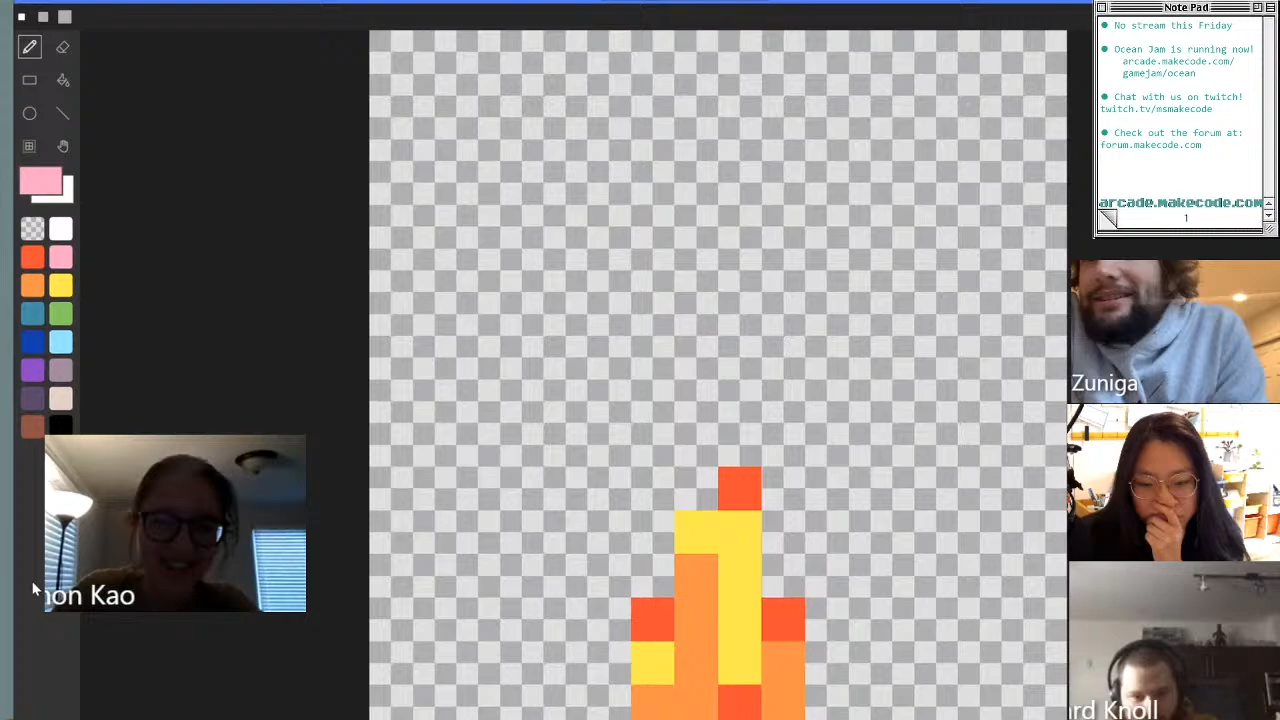 Note Pad
No stream this Friday
Ocean Jam is running now!
arcade.makecode.com/
gamejam/ocean
Chat with us on twitch!
twitch.tv/msmakecode
Check out the forum at:
forum.makecode.com
arcade.makecode.com
1
Zuniga
non Kao
rd Knoll